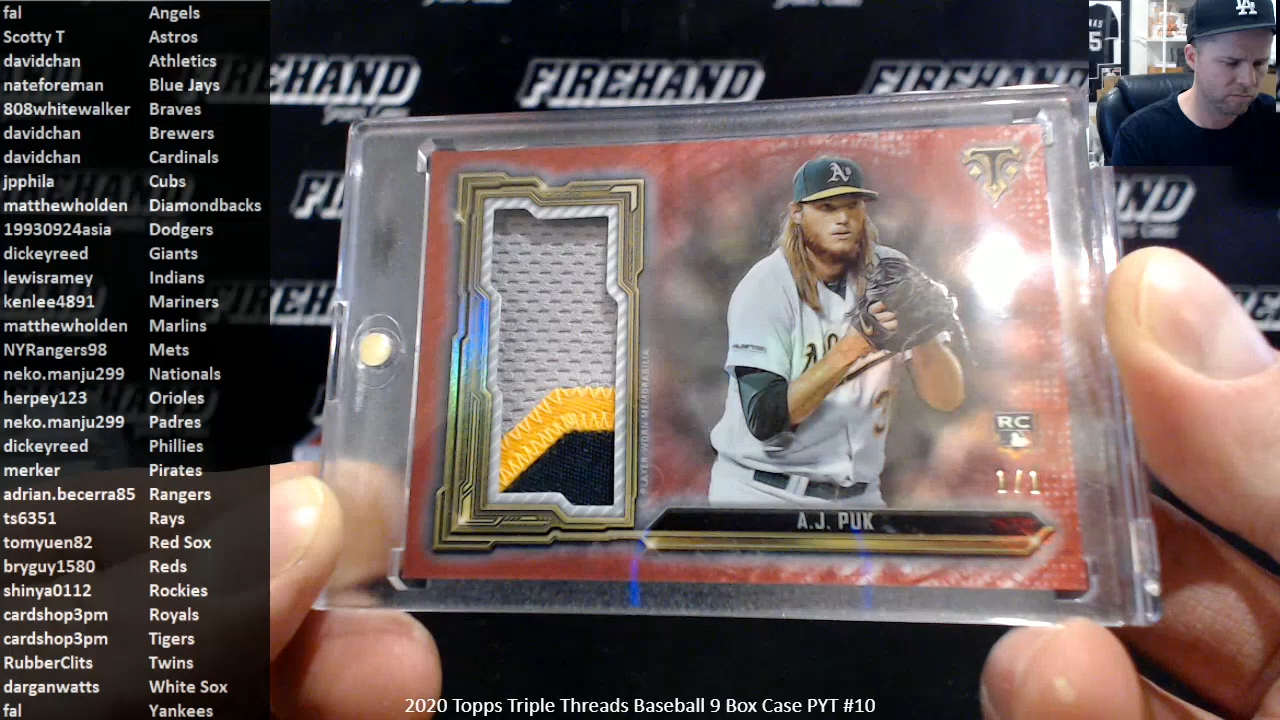 fal Angels
Scotty T Astros
davidchan Athletics
nateforeman Blue Jays
808whitewalker Braves
davidchan Brewers
davidchan Cardinals
jpphila Cubs
matthewholden Diamondbacks
19930924asia Dodgers
dickeyreed Giants
lewisramey Indians
kenlee4891 Mariners
matthewholden Marlins
NYRangers98 Mets
neko.manju299 Nationals
herpey123 Orioles
neko.manju299 Padres
dickeyreed Phillies
merker Pirates
adrian.becerra85 Rangers
ts6351 Rays
tomyuen82 Red Sox
bryguy1580 Reds
shinya0112 Rockies
cardshop3pm Royals
cardshop3pm Tigers
RubberClits Twins
darganwatts White Sox
fal Yankees
FIREHAND
FIREHAND
FIREHAND
LA
A's
PLAYER WORN MEMORABILIA
RC
1/1
A.J. PUK
2020 Topps Triple Threads Baseball 9 Box Case PYT #10